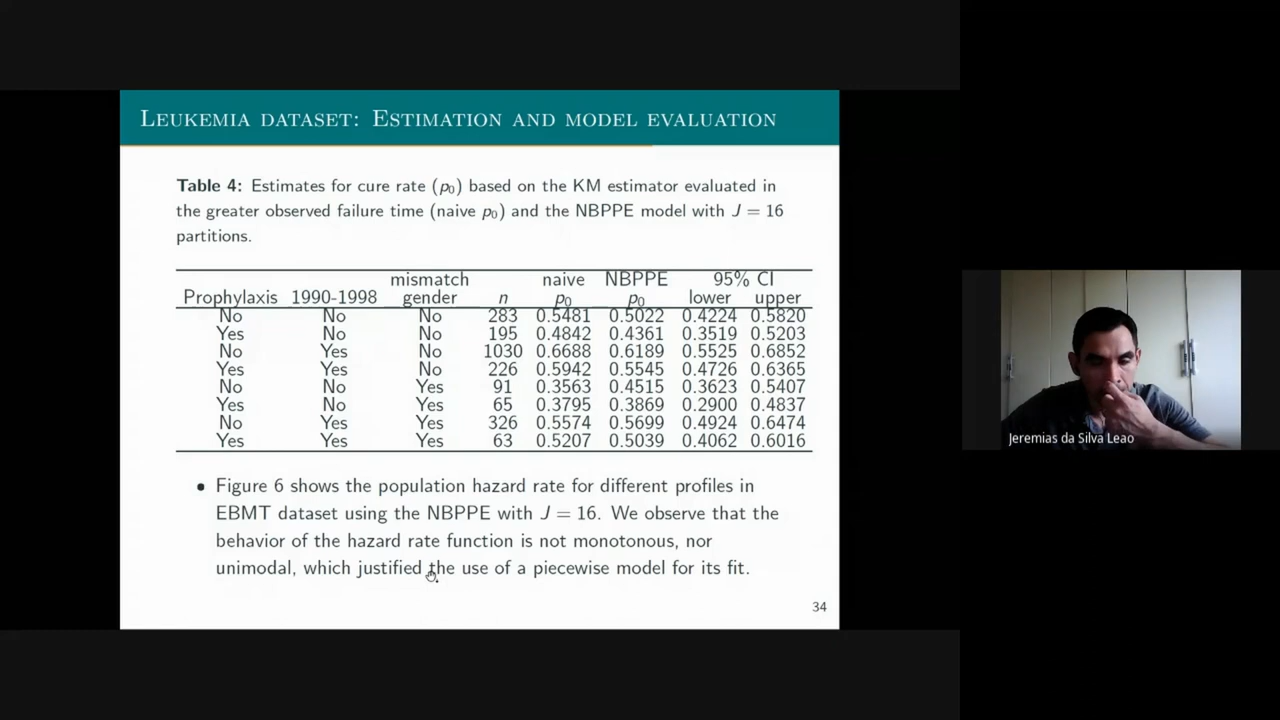 LEUKEMIA DATASET: ESTIMATION AND MODEL EVALUATION
Table 4: Estimates for cure rate (p0) based on the KM estimator evaluated in
the greater observed failure time (naive p0) and the NBPPE model with J = 16
partitions.
mismatch naive NBPPE 95% CI
Prophylaxis 1990-1998 gender n p0 p0 lower upper
No No No 283 0.5481 0.5022 0.4224 0.5820
Yes No No 195 0.4842 0.4361 0.3519 0.5203
No Yes No 1030 0.6688 0.6189 0.5525 0.6852
Yes Yes No 226 0.5942 0.5545 0.4726 0.6365
No No Yes 91 0.3563 0.4515 0.3623 0.5407
Yes No Yes 65 0.3795 0.3869 0.2900 0.4837
No Yes Yes 326 0.5574 0.5699 0.4924 0.6474
Yes Yes Yes 63 0.5207 0.5039 0.4062 0.6016
• Figure 6 shows the population hazard rate for different profiles in
EBMT dataset using the NBPPE with J = 16. We observe that the
behavior of the hazard rate function is not monotonous, nor
unimodal, which justified the use of a piecewise model for its fit.
34
Jeremias da Silva Leao